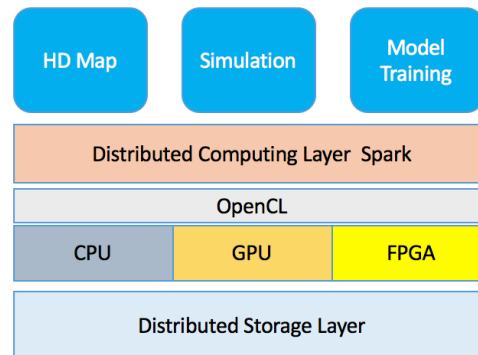 HD Map
Simulation
Model
Training
Distributed Computing Layer Spark
OpenCL
CPU
GPU
FPGA
Distributed Storage Layer